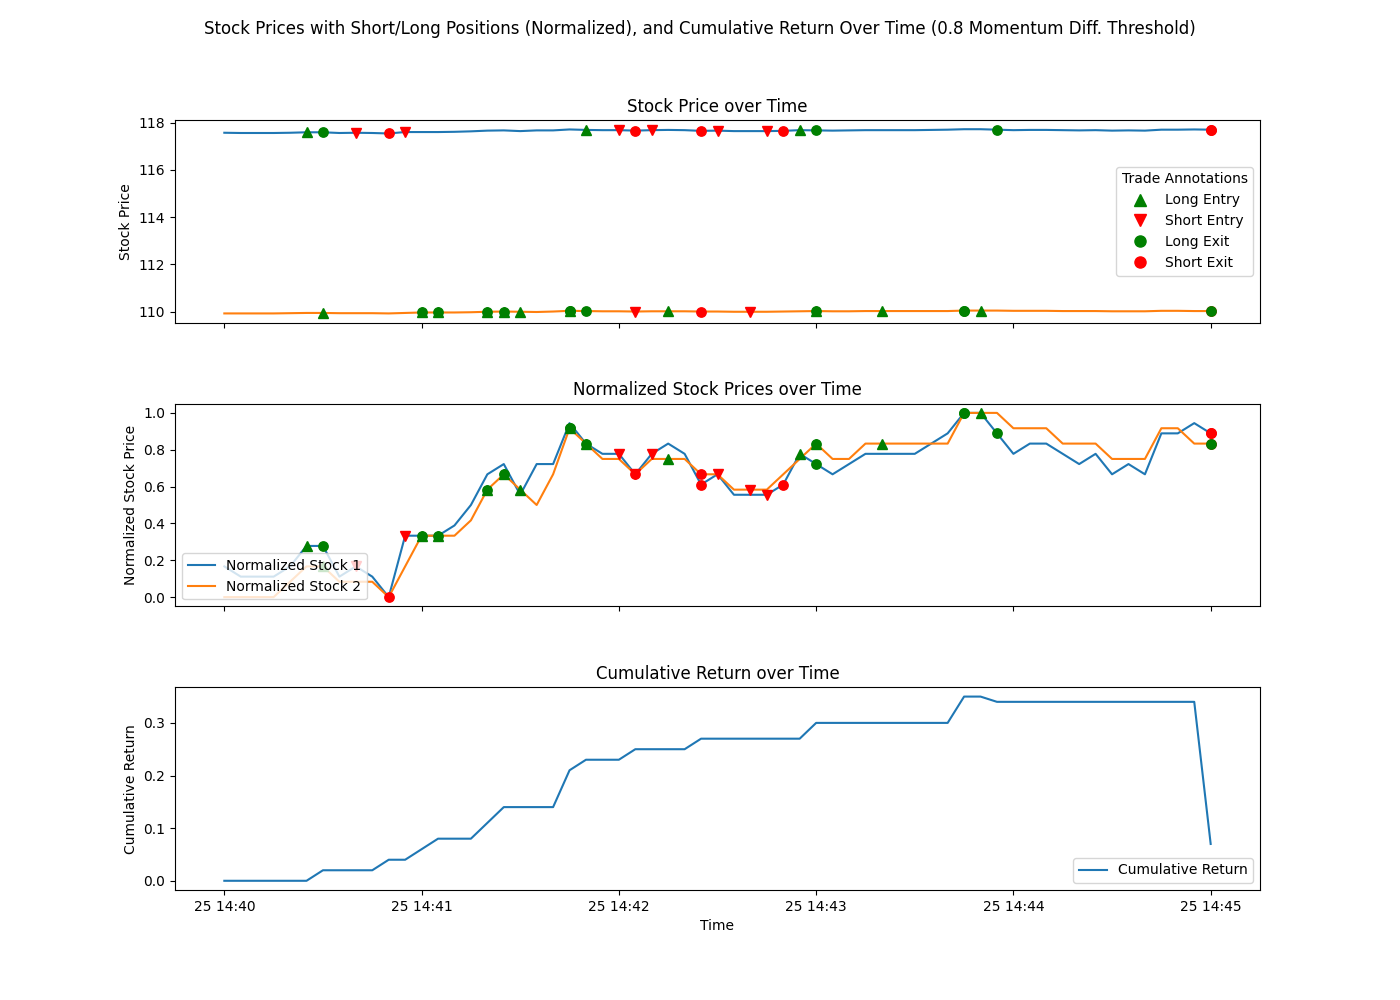 Stock Prices with Short/Long Positions (Normalized), and Cumulative Return Over Time (0.8 Momentum Diff. Threshold)
Stock Price over Time
Stock Price
118
116
114
112
110
Trade Annotations
Long Entry
Short Entry
Long Exit
Short Exit
Normalized Stock Prices over Time
Normalized Stock Price
1.0
0.8
0.6
0.4
0.2
0.0
Normalized Stock 1
Normalized Stock 2
Cumulative Return over Time
Cumulative Return
0.3
0.2
0.1
0.0
Cumulative Return
25 14:40
25 14:41
25 14:42
25 14:43
25 14:44
25 14:45
Time